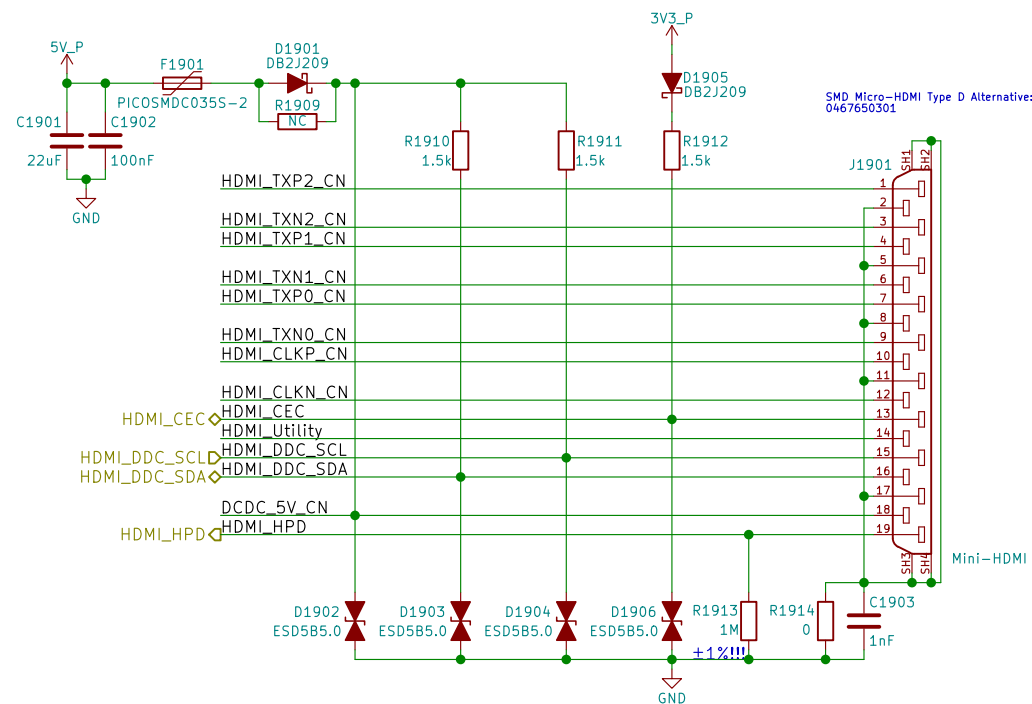 3V3_P
5V_P
D1901
DB2J209
F1901
PICOSMDC035S-2
R1909
NC
D1905
DB2J209
SMD Micro-HDMI Type D Alternative:
0467650301
C1901
22uF
C1902
100nF
GND
R1910
1.5k
R1911
1.5k
R1912
1.5k
J1901
SH1
SH2
HDMI_TXP2_CN
1
2
HDMI_TXN2_CN
3
HDMI_TXP1_CN
4
5
HDMI_TXN1_CN
6
HDMI_TXP0_CN
7
8
HDMI_TXN0_CN
9
HDMI_CLKP_CN
10
11
HDMI_CLKN_CN
12
HDMI_CEC
HDMI_CEC
13
HDMI_Utility
14
HDMI_DDC_SCL
HDMI_DDC_SCL
15
HDMI_DDC_SDA
HDMI_DDC_SDA
16
17
DCDC_5V_CN
18
HDMI_HPD
HDMI_HPD
19
SH3
SH4
Mini-HDMI
D1902
ESD5B5.0
D1903
ESD5B5.0
D1904
ESD5B5.0
D1906
ESD5B5.0
R1913
1M
±1%!!!
R1914
0
C1903
1nF
GND